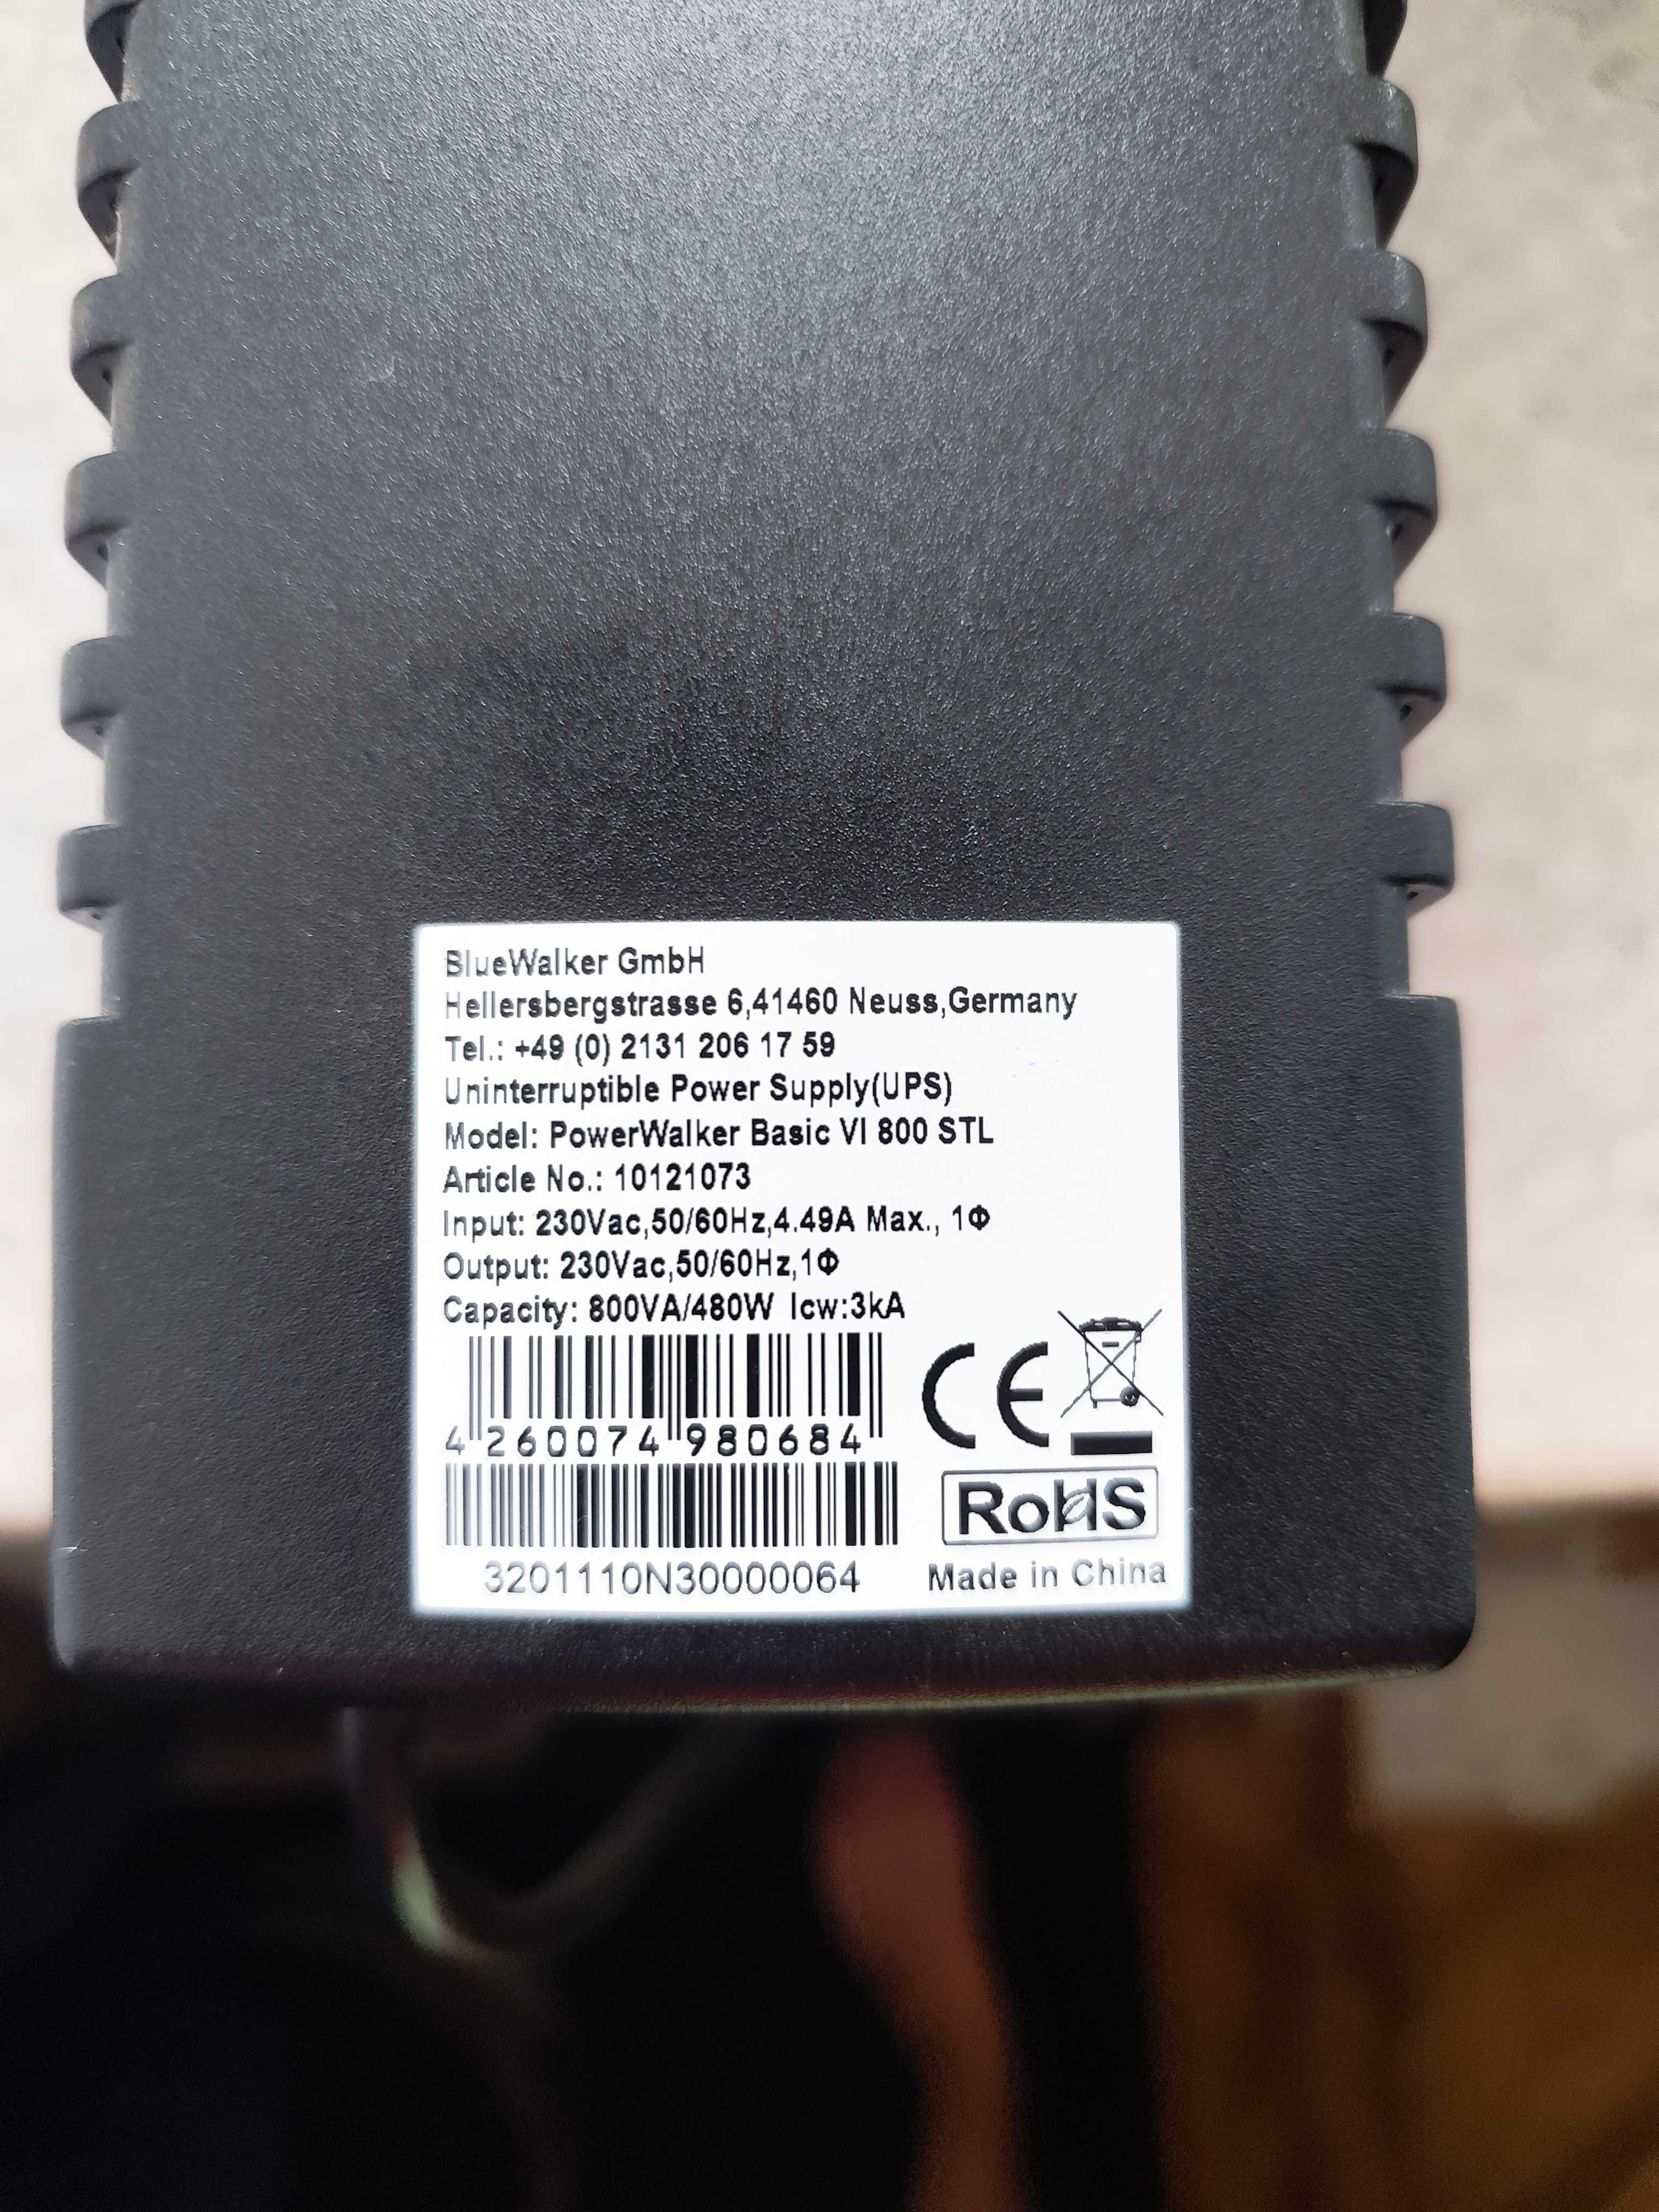 BlueWalker GmbH
Hellersbergstrasse 6,41460 Neuss,Germany
Tel.: +49 (0) 2131 206 17 59
Uninterruptible Power Supply(UPS)
Model: PowerWalker Basic VI 800 STL
Article No.: 10121073
Input: 230Vac,50/60Hz,4.49A Max., 1Φ
Output: 230Vac,50/60Hz,1Φ
Capacity: 800VA/480W Icw:3kA
4 260074 980684
CE
RoHS
3201110N30000064
Made in China